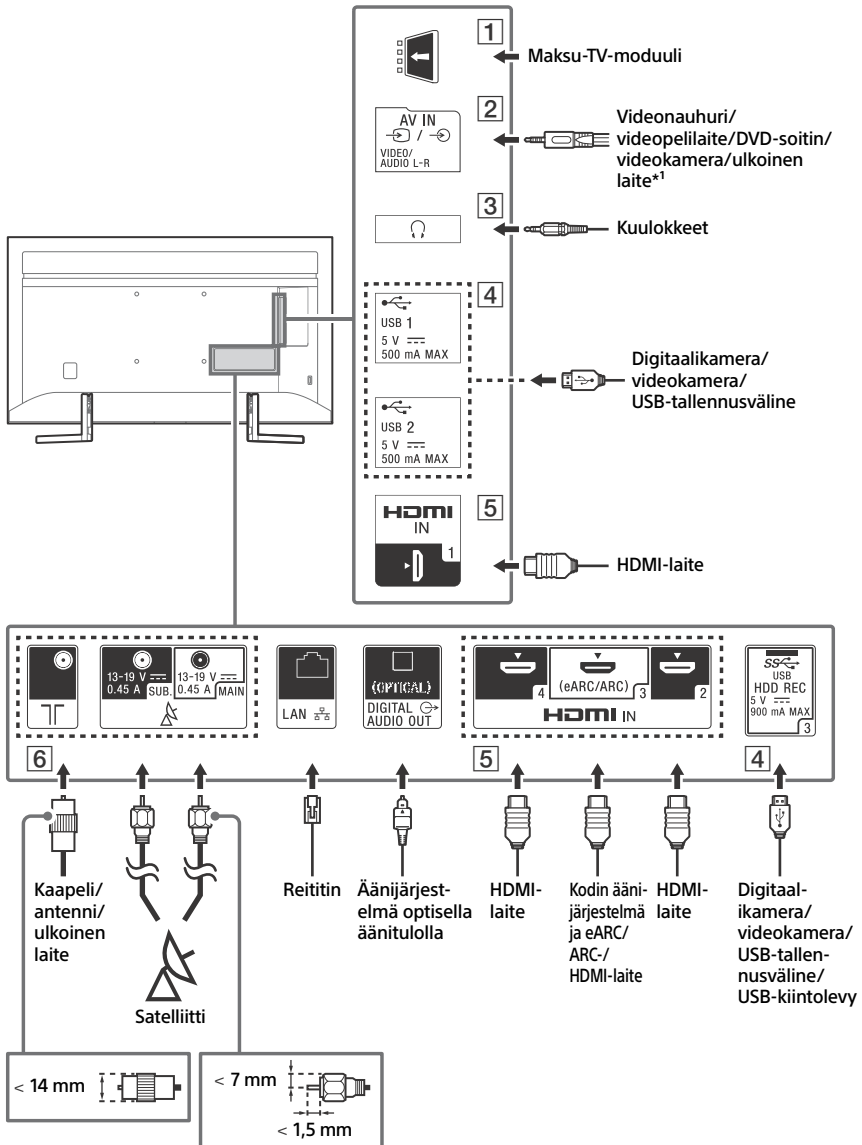 1
Maksu-TV-moduuli
AV IN
/
VIDEO/
AUDIO L-R
2
Videonauhuri/
videopelilaite/DVD-soitin/
videokamera/ulkoinen
laite*1
3
Kuulokkeet
4
USB 1
5 V
500 mA MAX
USB 2
5 V
500 mA MAX
Digitaalikamera/
videokamera/
USB-tallennusväline
HDMI
IN
1
5
HDMI-laite
13-19 V
0.45 A SUB.
13-19 V
0.45 A MAIN
LAN
(OPTICAL)
DIGITAL
AUDIO OUT
4
(eARC/ARC) 3
2
HDMI IN
SS
USB
HDD REC
5 V
900 mA MAX
3
6
5
4
Kaapeli/
antenni/
ulkoinen
laite
Satelliitti
Reititin
Äänijärjest-
elmä optisella
äänitulolla
HDMI-
laite
Kodin ääni-
järjestelmä
ja eARC/
ARC-/
HDMI-laite
HDMI-
laite
Digitaal-
ikamera/
videokamera/
USB-tallen-
nusväline/
USB-kiintolevy
< 14 mm
< 7 mm
< 1,5 mm